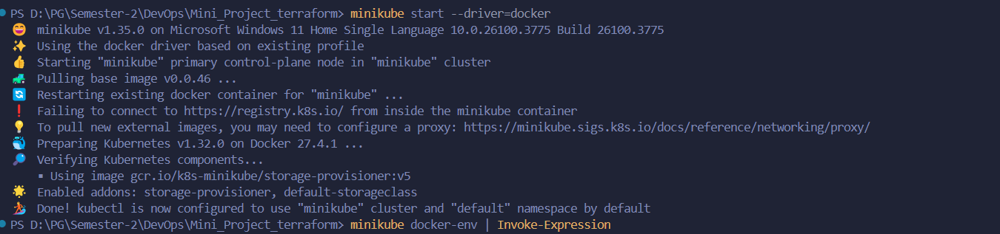 PS D:\PG\Semester-2\DevOps\Mini_Project_terraform> minikube start --driver=docker
😄 minikube v1.35.0 on Microsoft Windows 11 Home Single Language 10.0.26100.3775 Build 26100.3775
✨ Using the docker driver based on existing profile
👍 Starting "minikube" primary control-plane node in "minikube" cluster
🚜 Pulling base image v0.0.46 ...
🔄 Restarting existing docker container for "minikube" ...
❗ Failing to connect to https://registry.k8s.io/ from inside the minikube container
💡 To pull new external images, you may need to configure a proxy: https://minikube.sigs.k8s.io/docs/reference/networking/proxy/
🐳 Preparing Kubernetes v1.32.0 on Docker 27.4.1 ...
🔎 Verifying Kubernetes components...
▪ Using image gcr.io/k8s-minikube/storage-provisioner:v5
🌟 Enabled addons: storage-provisioner, default-storageclass
🏄 Done! kubectl is now configured to use "minikube" cluster and "default" namespace by default
PS D:\PG\Semester-2\DevOps\Mini_Project_terraform> minikube docker-env | Invoke-Expression